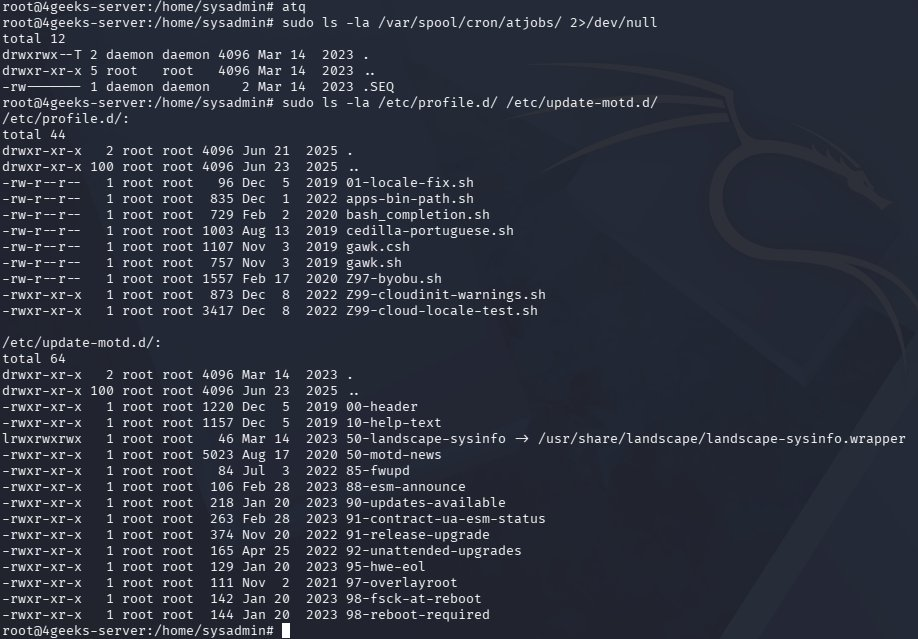 root@4geeks-server:/home/sysadmin# atq
root@4geeks-server:/home/sysadmin# sudo ls -la /var/spool/cron/atjobs/ 2>/dev/null
total 12
drwxrwx--T 2 daemon daemon 4096 Mar 14  2023 .
drwxr-xr-x 5 root   root   4096 Mar 14  2023 ..
-rw------- 1 daemon daemon    2 Mar 14  2023 .SEQ
root@4geeks-server:/home/sysadmin# sudo ls -la /etc/profile.d/ /etc/update-motd.d/
/etc/profile.d/:
total 44
drwxr-xr-x   2 root root 4096 Jun 21  2025 .
drwxr-xr-x 100 root root 4096 Jun 23  2025 ..
-rw-r--r--   1 root root   96 Dec  5  2019 01-locale-fix.sh
-rw-r--r--   1 root root  835 Dec  1  2022 apps-bin-path.sh
-rw-r--r--   1 root root  729 Feb  2  2020 bash_completion.sh
-rw-r--r--   1 root root 1003 Aug 13  2019 cedilla-portuguese.sh
-rw-r--r--   1 root root 1107 Nov  3  2019 gawk.csh
-rw-r--r--   1 root root  757 Nov  3  2019 gawk.sh
-rw-r--r--   1 root root 1557 Feb 17  2020 Z97-byobu.sh
-rwxr-xr-x   1 root root  873 Dec  8  2022 Z99-cloudinit-warnings.sh
-rwxr-xr-x   1 root root 3417 Dec  8  2022 Z99-cloud-locale-test.sh

/etc/update-motd.d/:
total 64
drwxr-xr-x   2 root root 4096 Mar 14  2023 .
drwxr-xr-x 100 root root 4096 Jun 23  2025 ..
-rwxr-xr-x   1 root root 1220 Dec  5  2019 00-header
-rwxr-xr-x   1 root root 1157 Dec  5  2019 10-help-text
lrwxrwxrwx   1 root root   46 Mar 14  2023 50-landscape-sysinfo -> /usr/share/landscape/landscape-sysinfo.wrapper
-rwxr-xr-x   1 root root 5023 Aug 17  2020 50-motd-news
-rwxr-xr-x   1 root root   84 Jul  3  2022 85-fwupd
-rwxr-xr-x   1 root root  106 Feb 28  2023 88-esm-announce
-rwxr-xr-x   1 root root  218 Jan 20  2023 90-updates-available
-rwxr-xr-x   1 root root  263 Feb 28  2023 91-contract-ua-esm-status
-rwxr-xr-x   1 root root  374 Nov 20  2022 91-release-upgrade
-rwxr-xr-x   1 root root  165 Apr 25  2022 92-unattended-upgrades
-rwxr-xr-x   1 root root  129 Jan 20  2023 95-hwe-eol
-rwxr-xr-x   1 root root  111 Nov  2  2021 97-overlayroot
-rwxr-xr-x   1 root root  142 Jan 20  2023 98-fsck-at-reboot
-rwxr-xr-x   1 root root  144 Jan 20  2023 98-reboot-required
root@4geeks-server:/home/sysadmin#